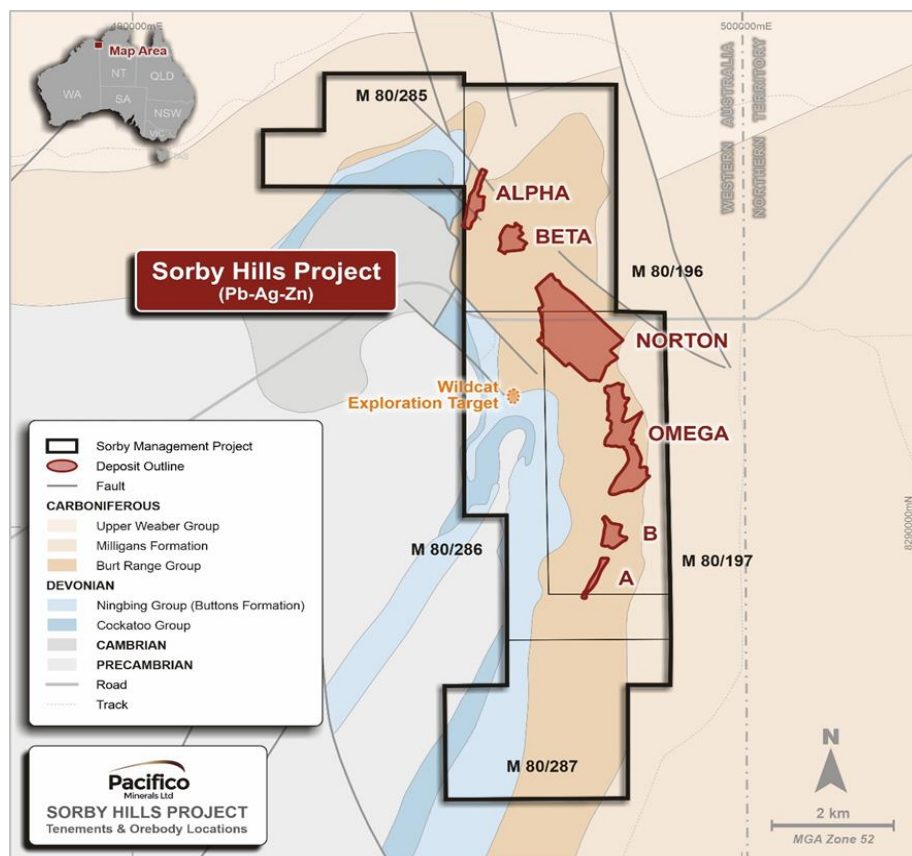 490000mE
500000mE
Map Area
NT
QLD
WA
SA
NSW
VIC
TAS
M 80/285
WESTERN AUSTRALIA
NORTHERN TERRITORY
ALPHA
BETA
Sorby Hills Project
(Pb-Ag-Zn)
M 80/196
NORTON
Wildcat
Exploration Target
OMEGA
Sorby Management Project
Deposit Outline
Fault
CARBONIFEROUS
Upper Weaber Group
Milligans Formation
Burt Range Group
DEVONIAN
Ningbing Group (Buttons Formation)
Cockatoo Group
CAMBRIAN
PRECAMBRIAN
Road
Track
B
A
M 80/286
M 80/197
8290000mN
M 80/287
Pacifico
Minerals Ltd
SORBY HILLS PROJECT
Tenements & Orebody Locations
N
2 km
MGA Zone 52